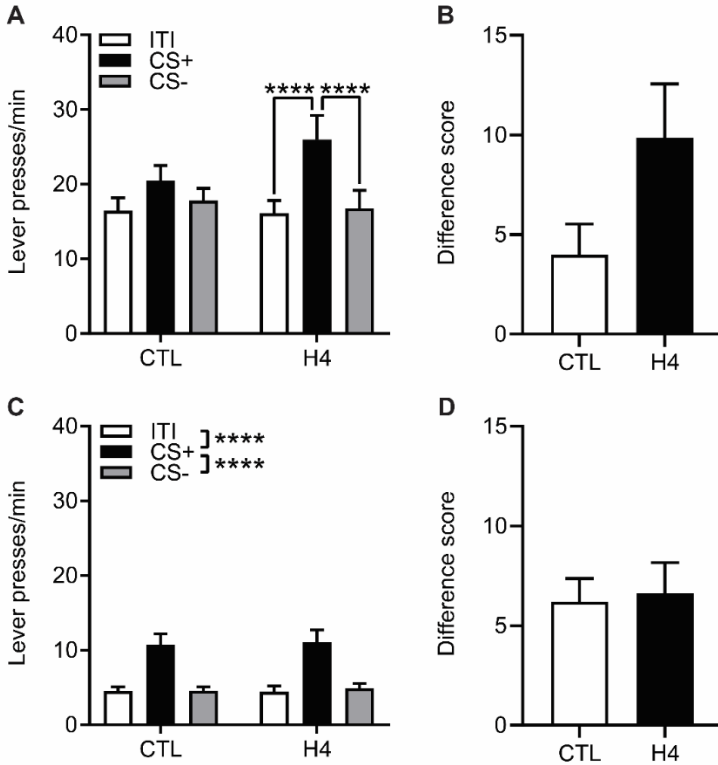 A
Lever presses/min
40
30
20
10
0
ITI
CS+
CS-
**** ****
CTL
H4
B
Difference score
15
10
5
0
CTL
H4
C
Lever presses/min
40
30
20
10
0
ITI
CS+
CS-
****
****
CTL
H4
D
Difference score
15
10
5
0
CTL
H4